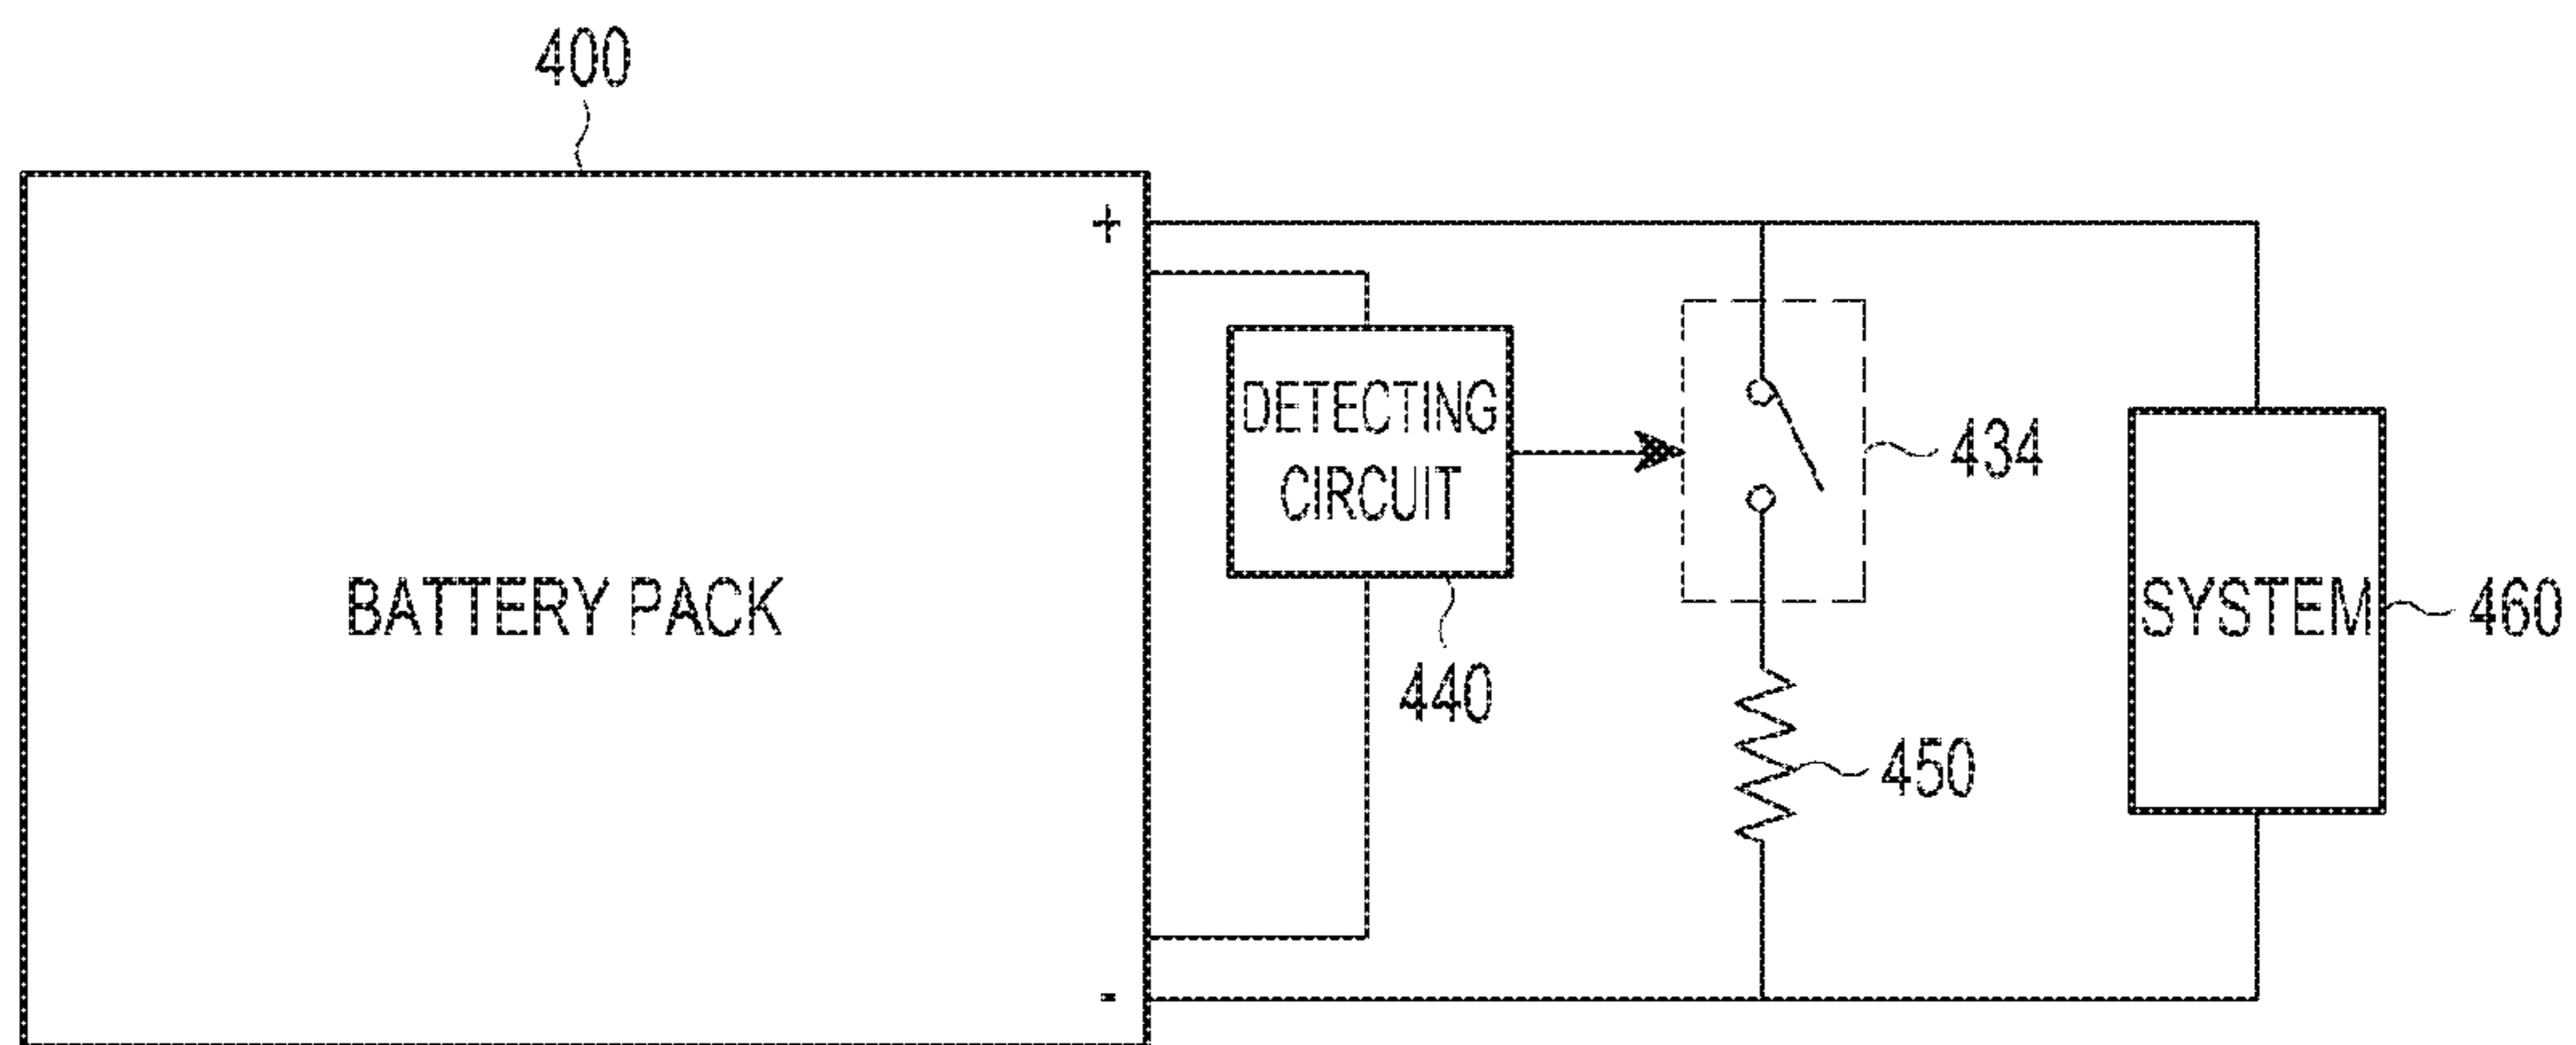 400
+
DETECTING
CIRCUIT
434
BATTERY PACK
SYSTEM
460
440
450
-